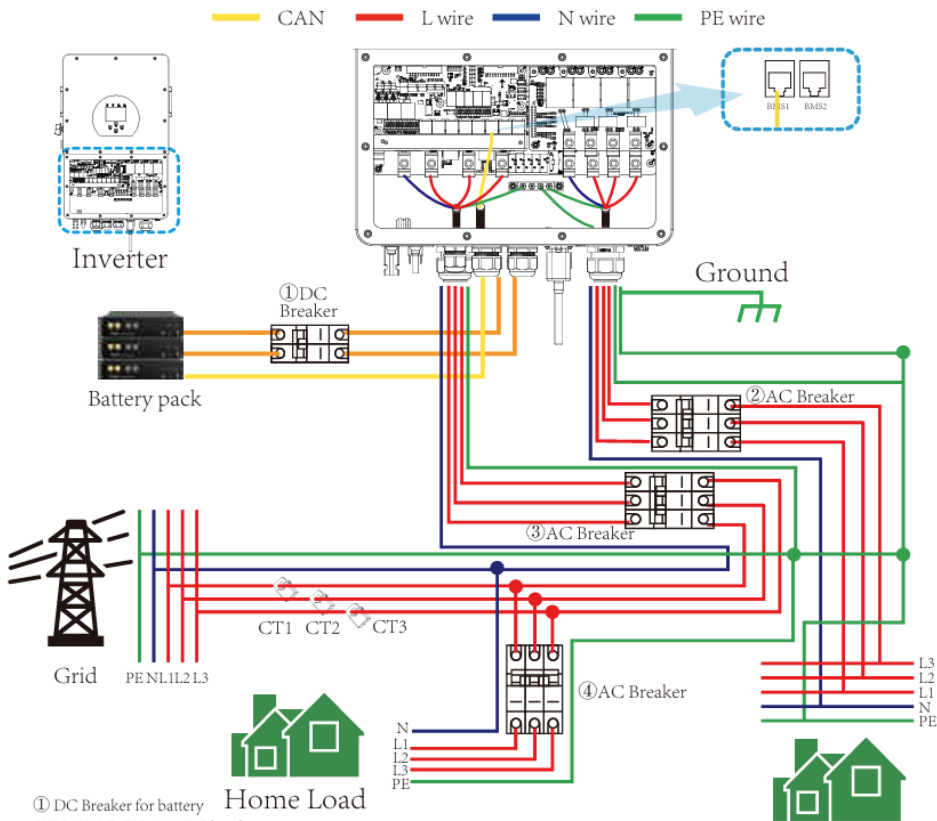 CAN L wire N wire PE wire
BMS1 BMS2
Inverter
Ground
①DC
Breaker
Battery pack
②AC Breaker
③AC Breaker
CT1 CT2 CT3
Grid
PE NL1L2 L3
④AC Breaker
L3
L2
L1
N
PE
N
L1
L2
L3
PE
① DC Breaker for battery
Home Load